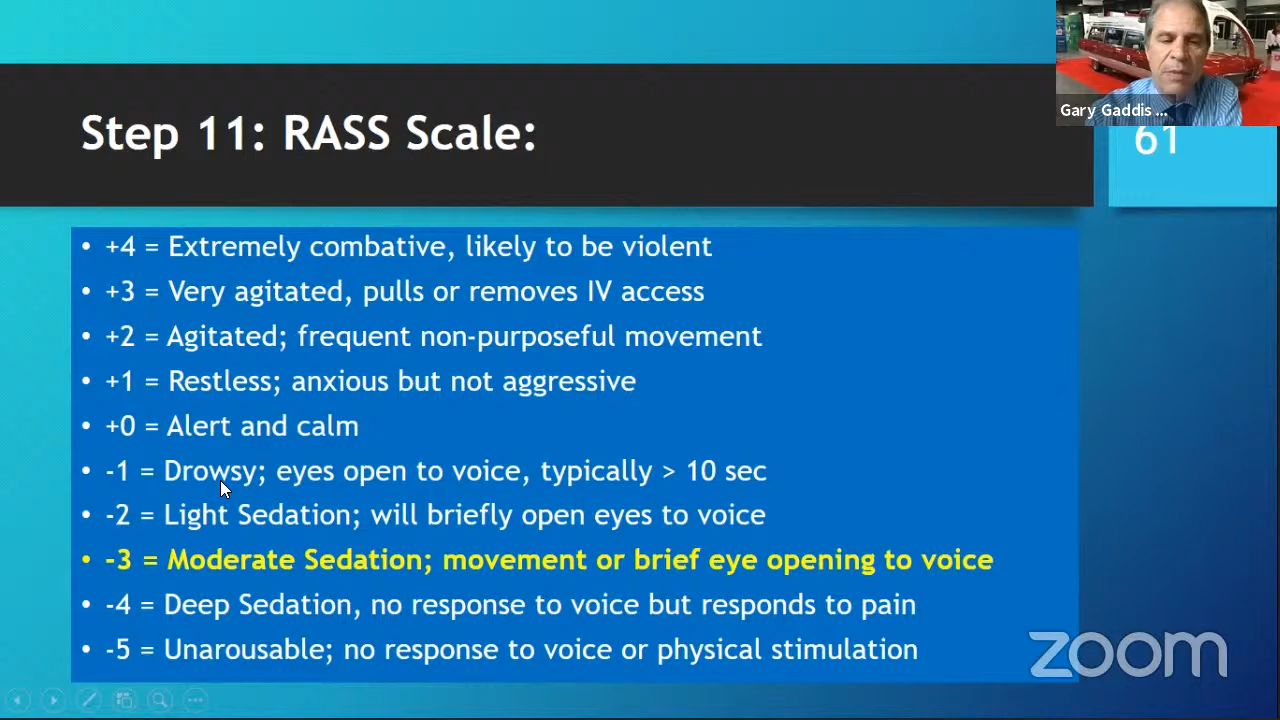 Gary Gaddis ...
Step 11: RASS Scale:
61
• +4 = Extremely combative, likely to be violent
• +3 = Very agitated, pulls or removes IV access
• +2 = Agitated; frequent non-purposeful movement
• +1 = Restless; anxious but not aggressive
• +0 = Alert and calm
• -1 = Drowsy; eyes open to voice, typically > 10 sec
• -2 = Light Sedation; will briefly open eyes to voice
• -3 = Moderate Sedation; movement or brief eye opening to voice
• -4 = Deep Sedation, no response to voice but responds to pain
• -5 = Unarousable; no response to voice or physical stimulation
zoom